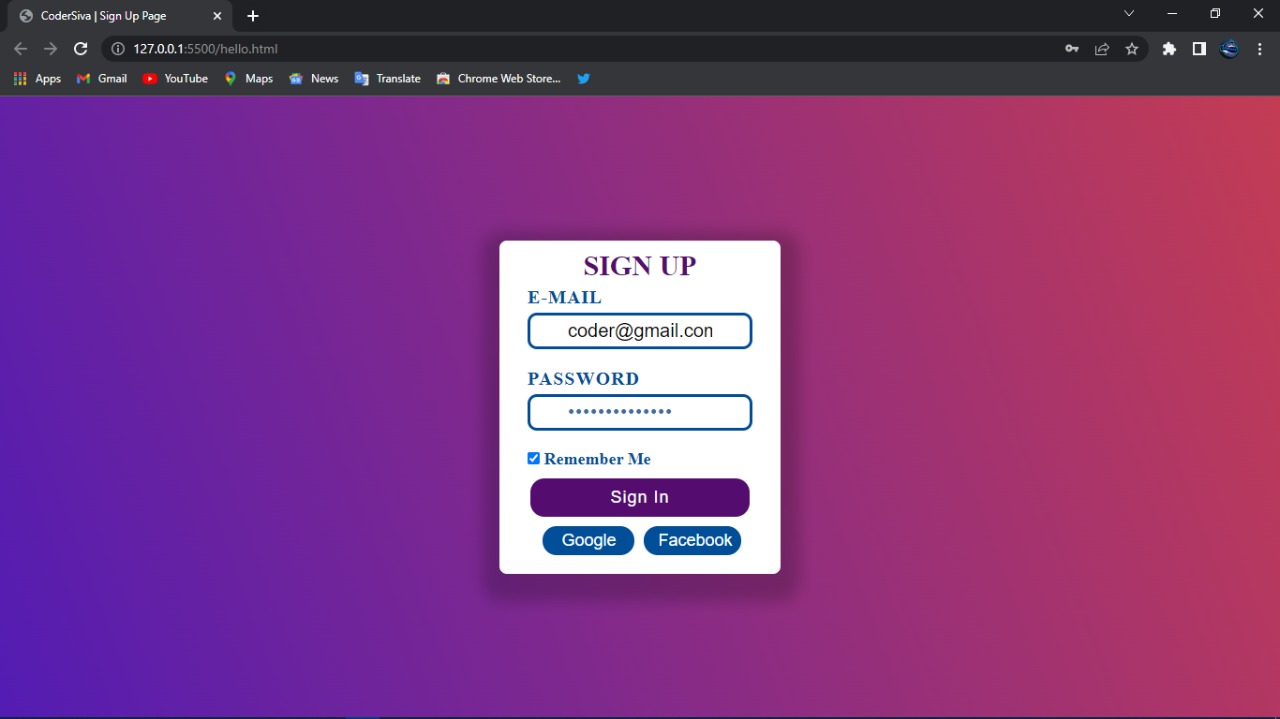 CoderSiva | Sign Up Page
127.0.0.1:5500/hello.html
Apps Gmail YouTube Maps News Translate Chrome Web Store...
SIGN UP
E-MAIL
coder@gmail.con
PASSWORD
••••••••••••••
Remember Me
Sign In
Google Facebook